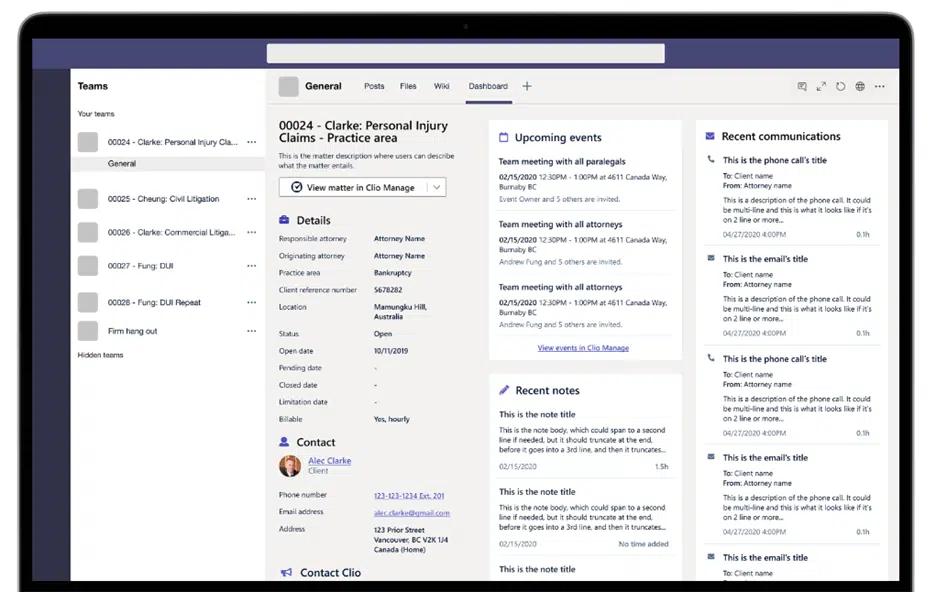 Teams
Your teams
00024 - Clarke: Personal Injury Cla...
General
00025 - Cheung: Civil Litigation
00026 - Clarke: Commercial Litiga...
00027 - Fung: DUI
00028 - Fung: DUI Repeat
Firm hang out
Hidden teams
General
Posts
Files
Wiki
Dashboard
00024 - Clarke: Personal Injury
Claims - Practice area
This is the matter description where users can describe
what the matter entails.
View matter in Clio Manage
Details
Responsible attorney Attorney Name
Originating attorney Attorney Name
Practice area Bankruptcy
Client reference number 5678282
Location Mamungku Hill,
Australia
Status Open
Open date 10/11/2019
Pending date -
Closed date -
Limitation date -
Billable Yes, hourly
Contact
Alec Clarke
Client
Phone number 123-123-1234 Ext. 201
Email address alec.clarke@gmail.com
Address 123 Prior Street
Vancouver, BC V2K 1J4
Canada (Home)
Contact Clio
Upcoming events
Team meeting with all paralegals
02/15/2020 12:30PM - 1:00PM at 4611 Canada Way,
Burnaby BC
Event Owner and 5 others are invited.
Team meeting with all attorneys
02/15/2020 12:30PM - 1:00PM at 4611 Canada Way,
Burnaby BC
Andrew Fung and 5 others are invited.
Team meeting with all attorneys
02/15/2020 12:30PM - 1:00PM at 4611 Canada Way,
Burnaby BC
Andrew Fung and 5 others are invited.
View events in Clio Manage
Recent notes
This is the note title
This is the note body, which could span to a second
line if needed, but it should truncate at the end,
before it goes into a 3rd line, and then it truncates...
02/15/2020 1.5h
This is the note title
This is the note body, which could span to a second
line if needed, but it should truncate at the end,
before it goes into a 3rd line, and then it truncates...
02/15/2020 No time added
This is the note title
Recent communications
This is the phone call's title
To: Client name
From: Attorney name
This is a description of the phone call. It could
be multi-line and this is what it looks like if it's
on 2 line or more...
04/27/2020 4:00PM 0.1h
This is the email's title
To: Client name
From: Attorney name
This is a description of the phone call. It could
be multi-line and this is what it looks like if it's
on 2 line or more...
04/27/2020 4:00PM 0.1h
This is the phone call's title
To: Client name
From: Attorney name
This is a description of the phone call. It could
be multi-line and this is what it looks like if it's
on 2 line or more...
04/27/2020 4:00PM 0.1h
This is the email's title
To: Client name
From: Attorney name
This is a description of the phone call. It could
be multi-line and this is what it looks like if it's
on 2 line or more...
04/27/2020 4:00PM 0.1h
This is the email's title
To: Client name
From: Attorney name